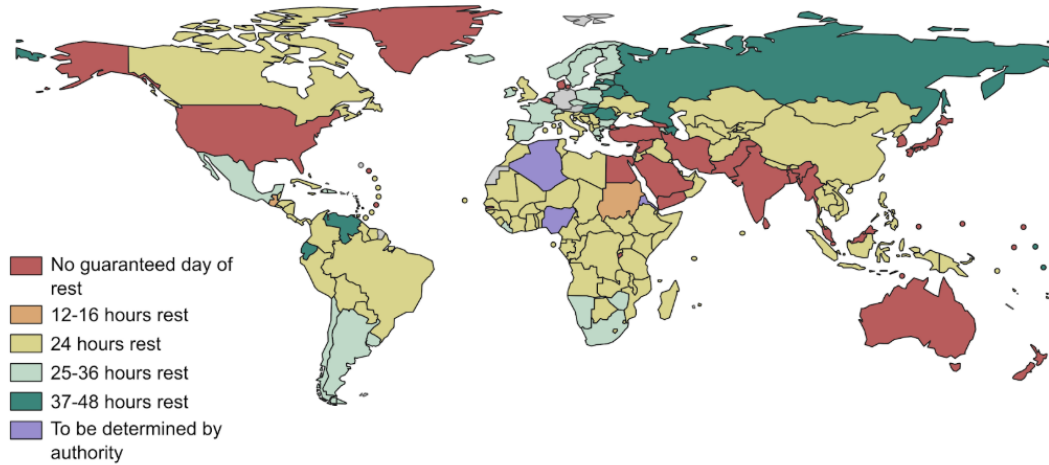 No guaranteed day of
rest
12-16 hours rest
24 hours rest
25-36 hours rest
37-48 hours rest
To be determined by
authority